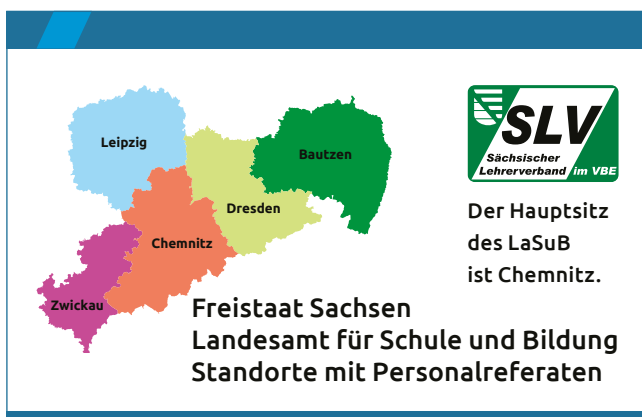 Leipzig
Bautzen
Dresden
Chemnitz
Zwickau
SLV
Sächsischer
Lehrerverband im VBE
Der Hauptsitz
des LaSuB
ist Chemnitz.
Freistaat Sachsen
Landesamt für Schule und Bildung
Standorte mit Personalreferaten